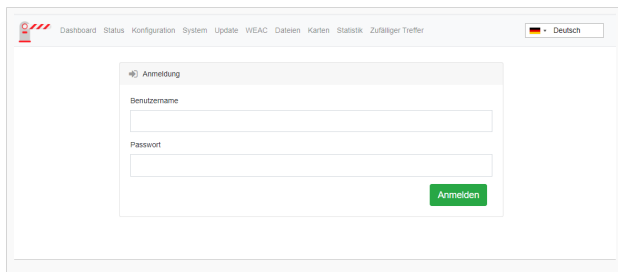 Dashboard Status Konfiguration System Update WEAC Dateien Karten Statistik Zufälliger Treffer Deutsch
Anmeldung
Benutzername
Passwort
Anmelden